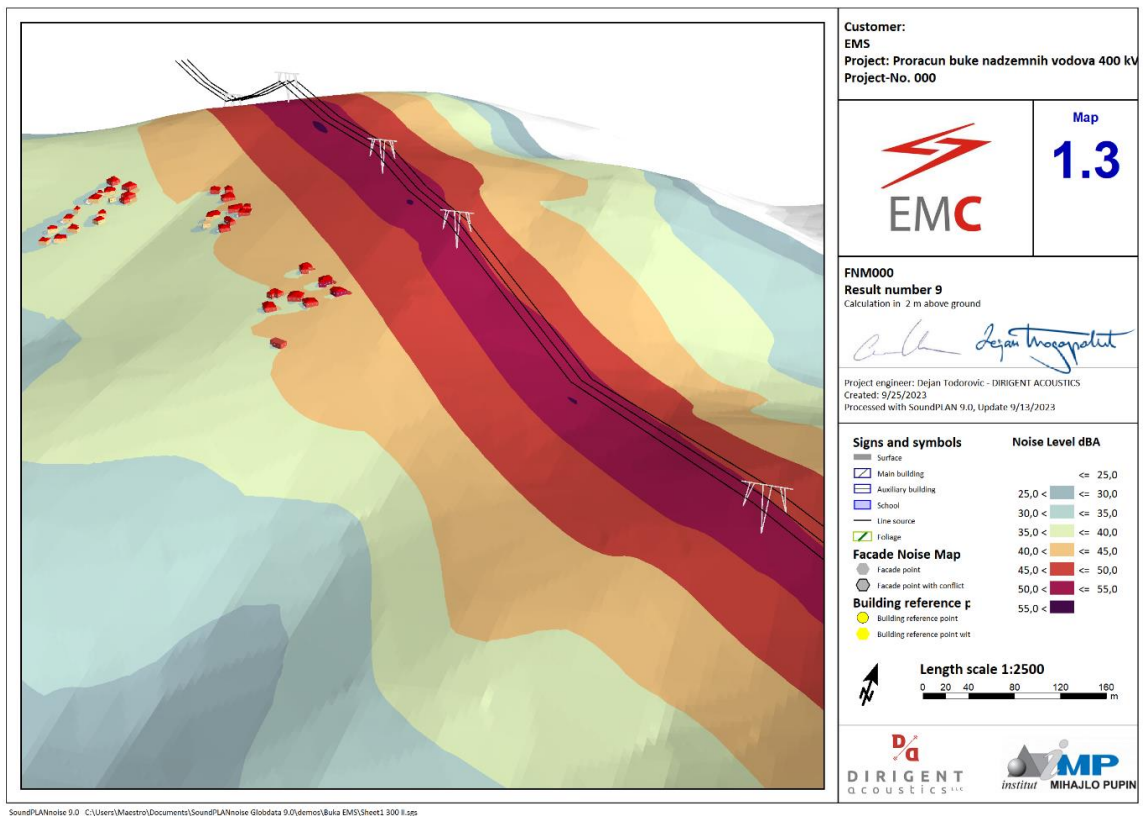 Customer:
EMS
Project: Proracun buke nadzemnih vodova 400 kV
Project-No. 000
EMC
Map
1.3
FNM000
Result number 9
Calculation in 2 m above ground
Project engineer: Dejan Todorovic - DIRIGENT ACOUSTICS
Created: 9/25/2023
Processed with SoundPLAN 9.0, Update 9/13/2023
Signs and symbols
Surface
Main building
Auxiliary building
School
Line source
Foliage
Facade Noise Map
Facade point
Facade point with conflict
Building reference p
Building reference point
Building reference point wit
Noise Level dBA
<= 25,0
25,0 < <= 30,0
30,0 < <= 35,0
35,0 < <= 40,0
40,0 < <= 45,0
45,0 < <= 50,0
50,0 < <= 55,0
55,0 <
N
Length scale 1:2500
0 20 40 80 120 160
m
DIRIGENT
acoustics LLC
iMP
institut MIHAJLO PUPIN
SoundPLANnoise 9.0 C:\Users\Maestro\Documents\SoundPLANnoise Globdata 9.0\demos\Buka EMS\Sheet1 300 II.sgs